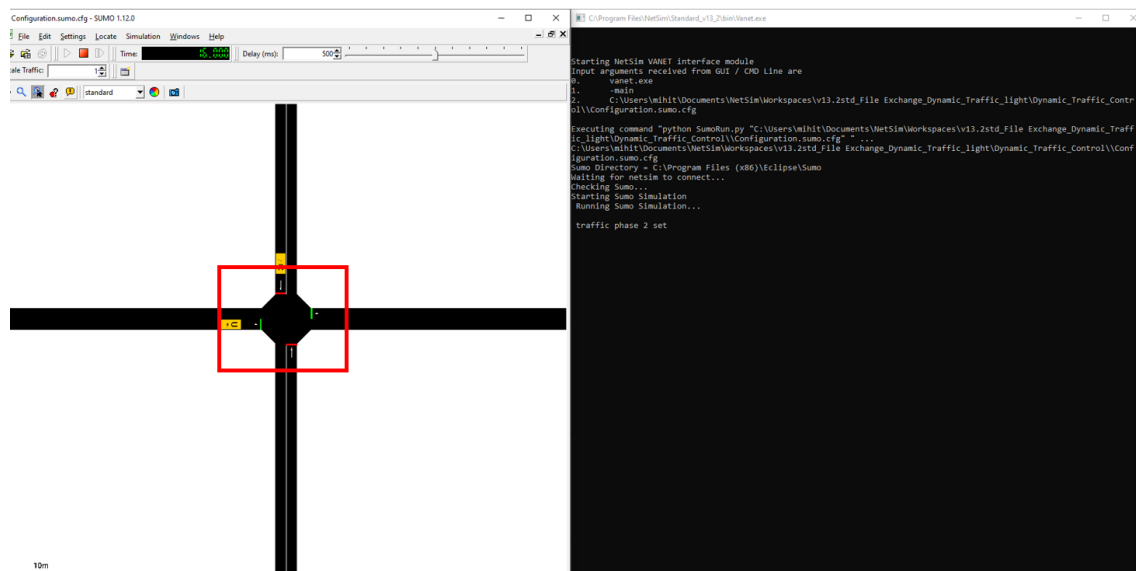 Configuration.sumo.cfg - SUMO 1.12.0
File Edit Settings Locate Simulation Windows Help
Time: Delay (ms): 500
ale Traffic: 1
standard
10m
C:\Program Files\NetSim\Standard_v13_2\bin\Vanet.exe
Starting NetSim VANET interface module
Input arguments received from GUI / CMD Line are
0. vanet.exe
1. -main
2. C:\Users\mihit\Documents\NetSim\Workspaces\v13.2std_File Exchange_Dynamic_Traffic_light\Dynamic_Traffic_Contr
ol\\Configuration.sumo.cfg
Executing command "python SumoRun.py "C:\Users\mihit\Documents\NetSim\Workspaces\v13.2std_File Exchange_Dynamic_Traff
ic_light\Dynamic_Traffic_Control\\Configuration.sumo.cfg" " ...
C:\Users\mihit\Documents\NetSim\Workspaces\v13.2std_File Exchange_Dynamic_Traffic_light\Dynamic_Traffic_Control\\Conf
iguration.sumo.cfg
Sumo Directory = C:\Program Files (x86)\Eclipse\Sumo
Waiting for netsim to connect...
Checking Sumo...
Starting Sumo Simulation
Running Sumo Simulation...
traffic phase 2 set